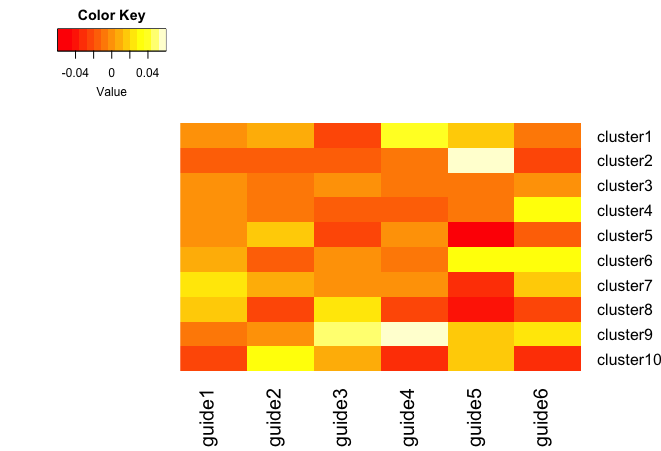 Color Key
-0.04 0 0.04
Value
cluster1
cluster2
cluster3
cluster4
cluster5
cluster6
cluster7
cluster8
cluster9
cluster10
guide1 guide2 guide3 guide4 guide5 guide6